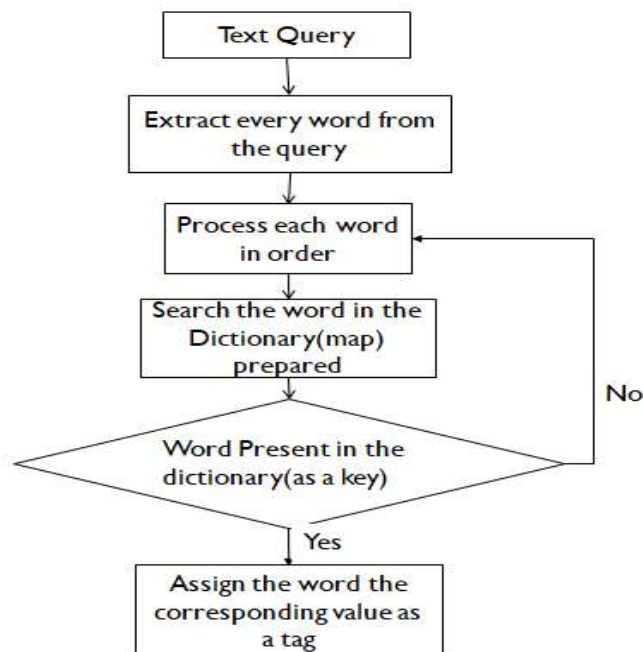 Text Query
Extract every word from
the query
Process each word
in order
Search the word in the
Dictionary(map)
prepared
No
Word Present in the
dictionary(as a key)
Yes
Assign the word the
corresponding value as
a tag